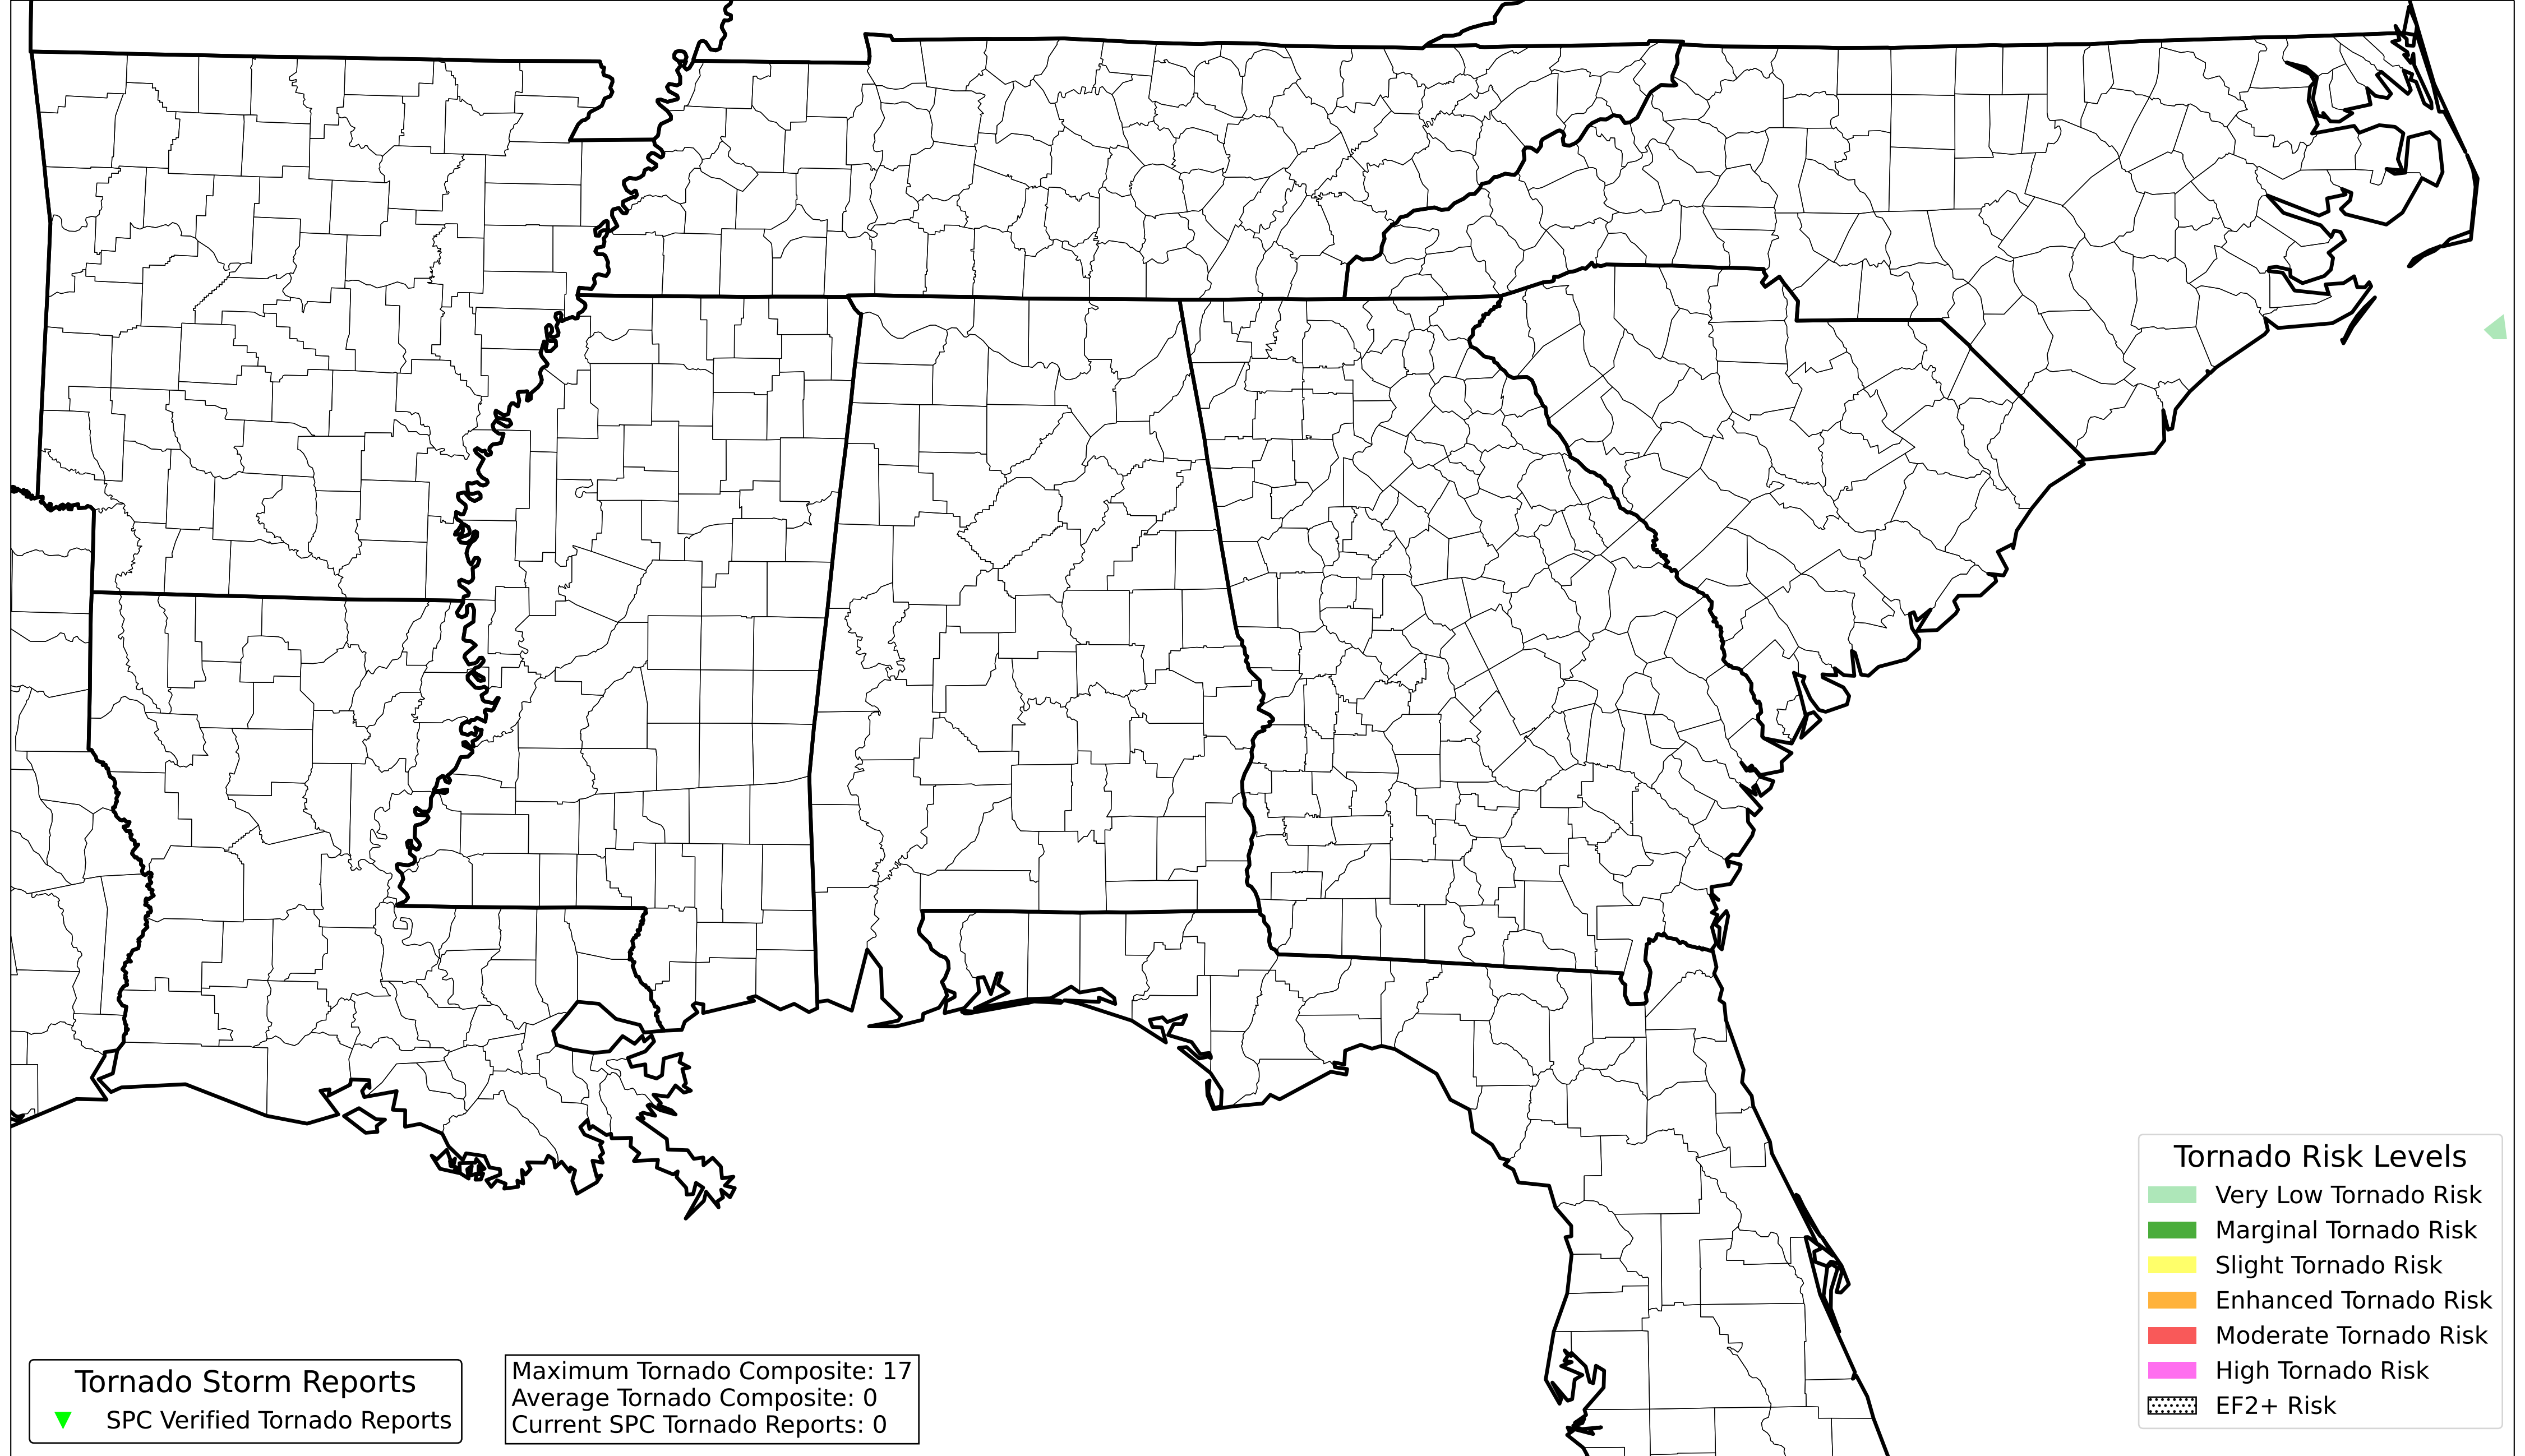 Tornado Storm Reports
SPC Verified Tornado Reports
Maximum Tornado Composite: 17
Average Tornado Composite: 0
Current SPC Tornado Reports: 0
Tornado Risk Levels
Very Low Tornado Risk
Marginal Tornado Risk
Slight Tornado Risk
Enhanced Tornado Risk
Moderate Tornado Risk
High Tornado Risk
EF2+ Risk